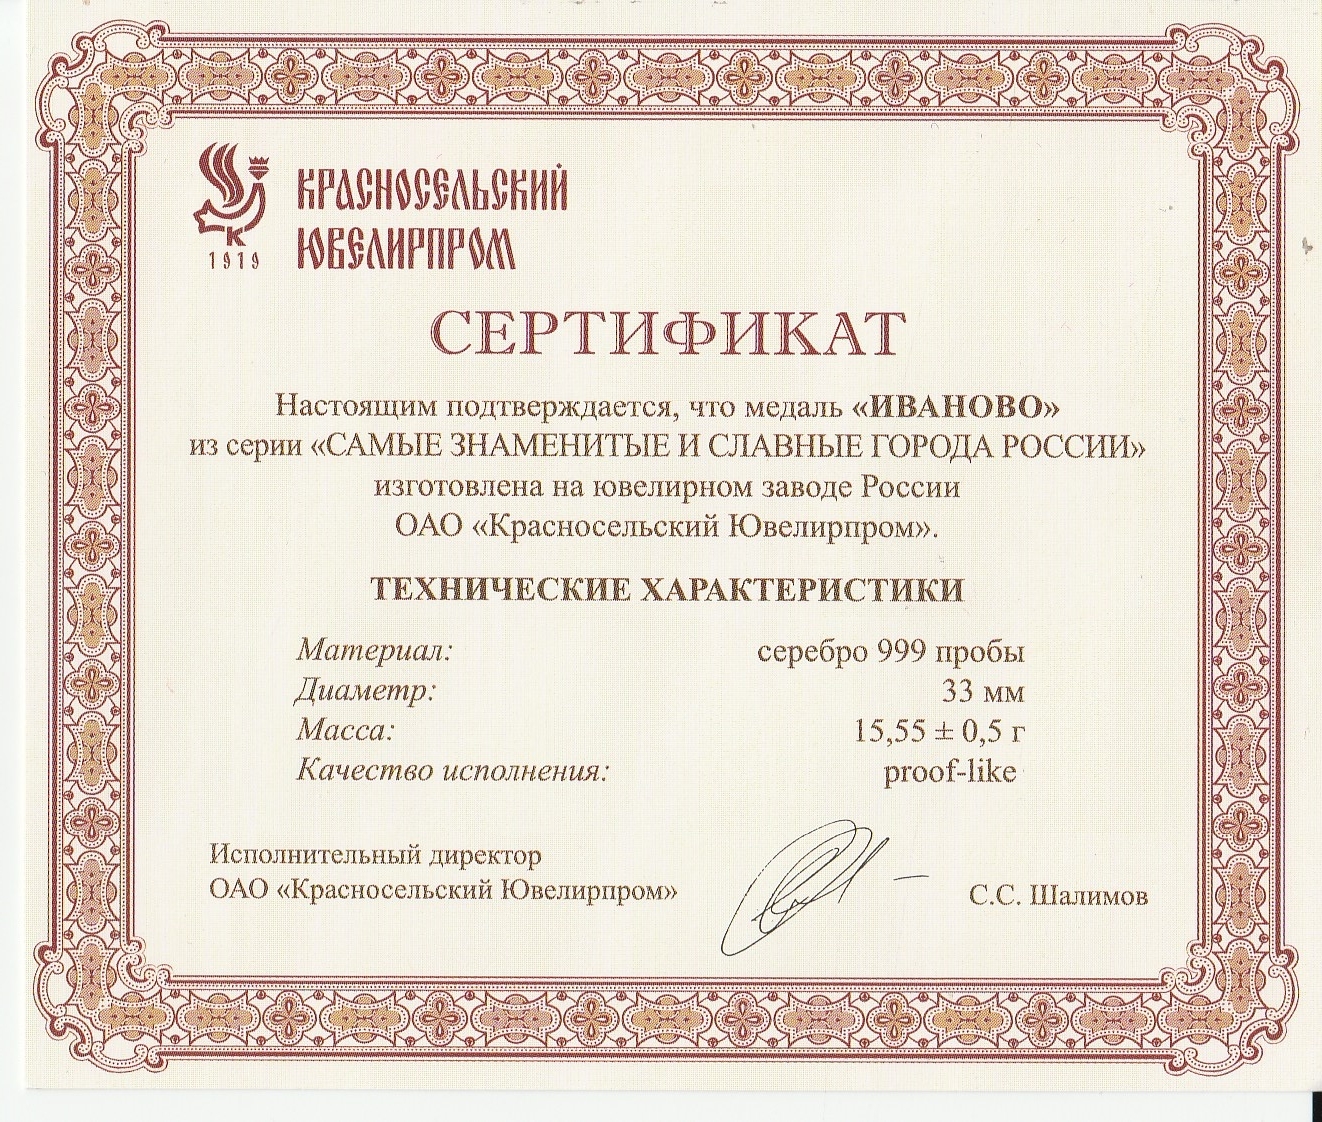 КРАСНОСЕЛЬСКИЙ
ЮВЕЛИРПРОМ
К
1919
СЕРТИФИКАТ
Настоящим подтверждается, что медаль «ИВАНОВО»
из серии «САМЫЕ ЗНАМЕНИТЫЕ И СЛАВНЫЕ ГОРОДА РОССИИ»
изготовлена на ювелирном заводе России
ОАО «Красносельский Ювелирпром».
ТЕХНИЧЕСКИЕ ХАРАКТЕРИСТИКИ
Материал: серебро 999 пробы
Диаметр: 33 мм
Масса: 15,55 ± 0,5 г
Качество исполнения: proof-like
Исполнительный директор
ОАО «Красносельский Ювелирпром» С.С. Шалимов